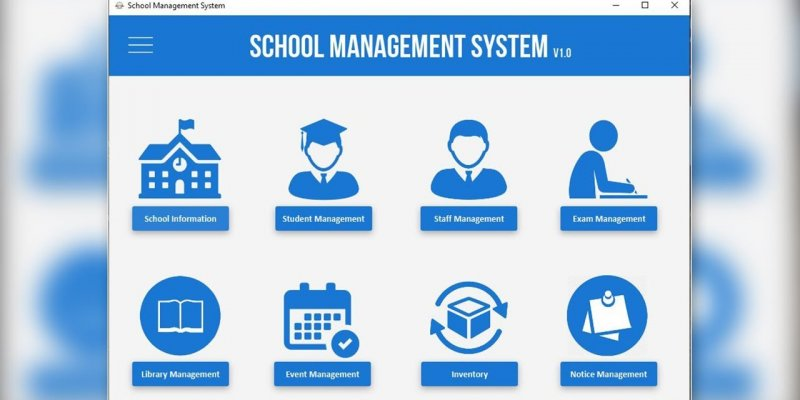 School Management System
SCHOOL MANAGEMENT SYSTEM V1.0
School Information
Student Management
Staff Management
Exam Management
Library Management
Event Management
Inventory
Notice Management